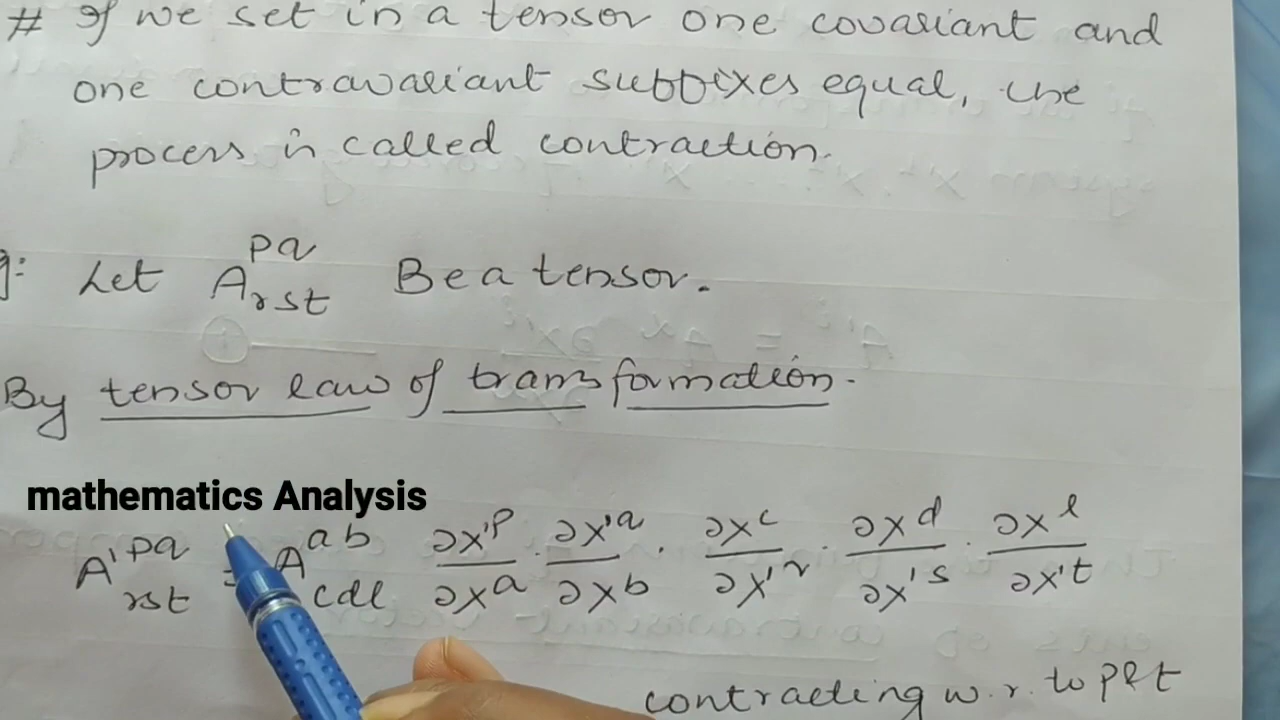 # If we set in a tensor one covariant and
one contravariant suffixes equal, the
process is called contraction.
g: Let A^{pq}_{rst} Be a tensor.
By tensor law of transformation.
mathematics Analysis
A'^{pq}_{rst} = A^{ab}_{cdl} ∂x'^p/∂x^a · ∂x'^q/∂x^b · ∂x^c/∂x'^r · ∂x^d/∂x'^s · ∂x^l/∂x'^t
contracting w.r. to p & t